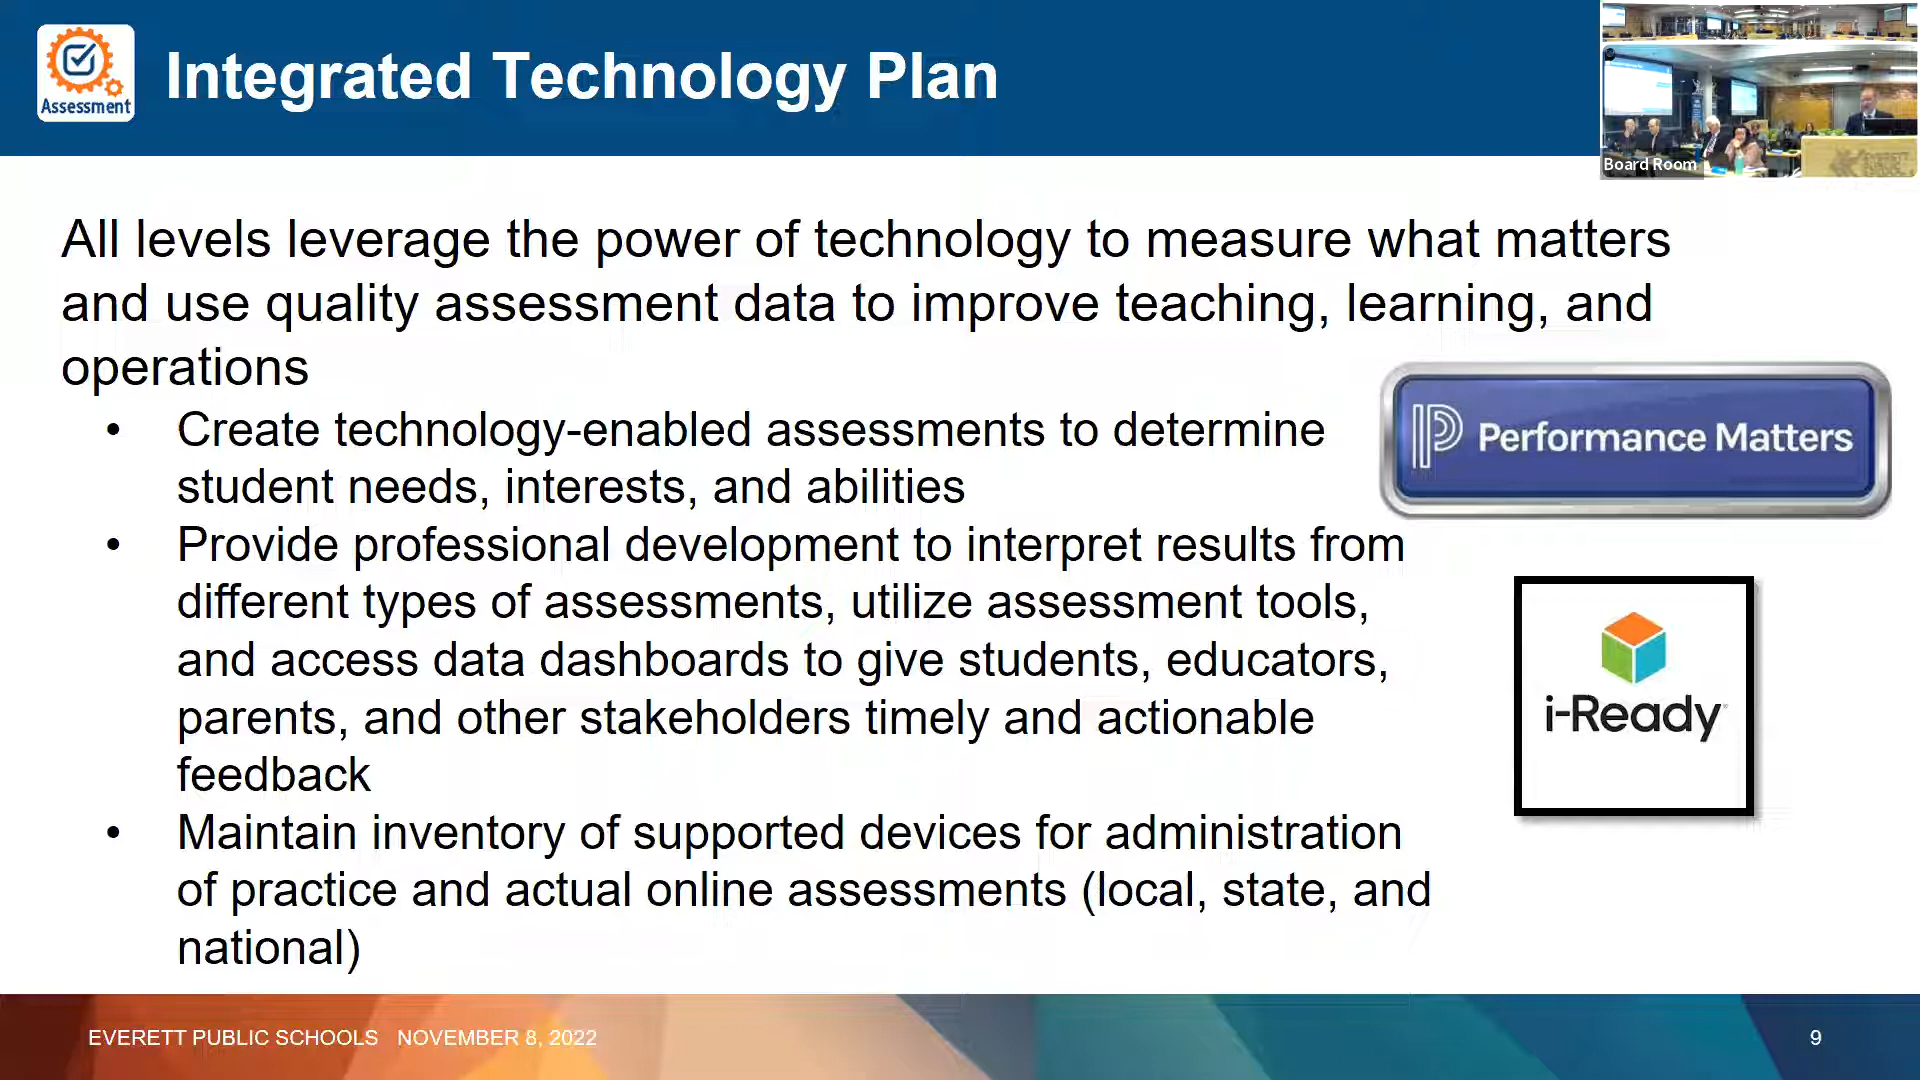 Assessment
Integrated Technology Plan
Board Room
All levels leverage the power of technology to measure what matters
and use quality assessment data to improve teaching, learning, and
operations
• Create technology-enabled assessments to determine
student needs, interests, and abilities
• Provide professional development to interpret results from
different types of assessments, utilize assessment tools,
and access data dashboards to give students, educators,
parents, and other stakeholders timely and actionable
feedback
• Maintain inventory of supported devices for administration
of practice and actual online assessments (local, state, and
national)
Performance Matters
i-Ready
EVERETT PUBLIC SCHOOLS NOVEMBER 8, 2022
9